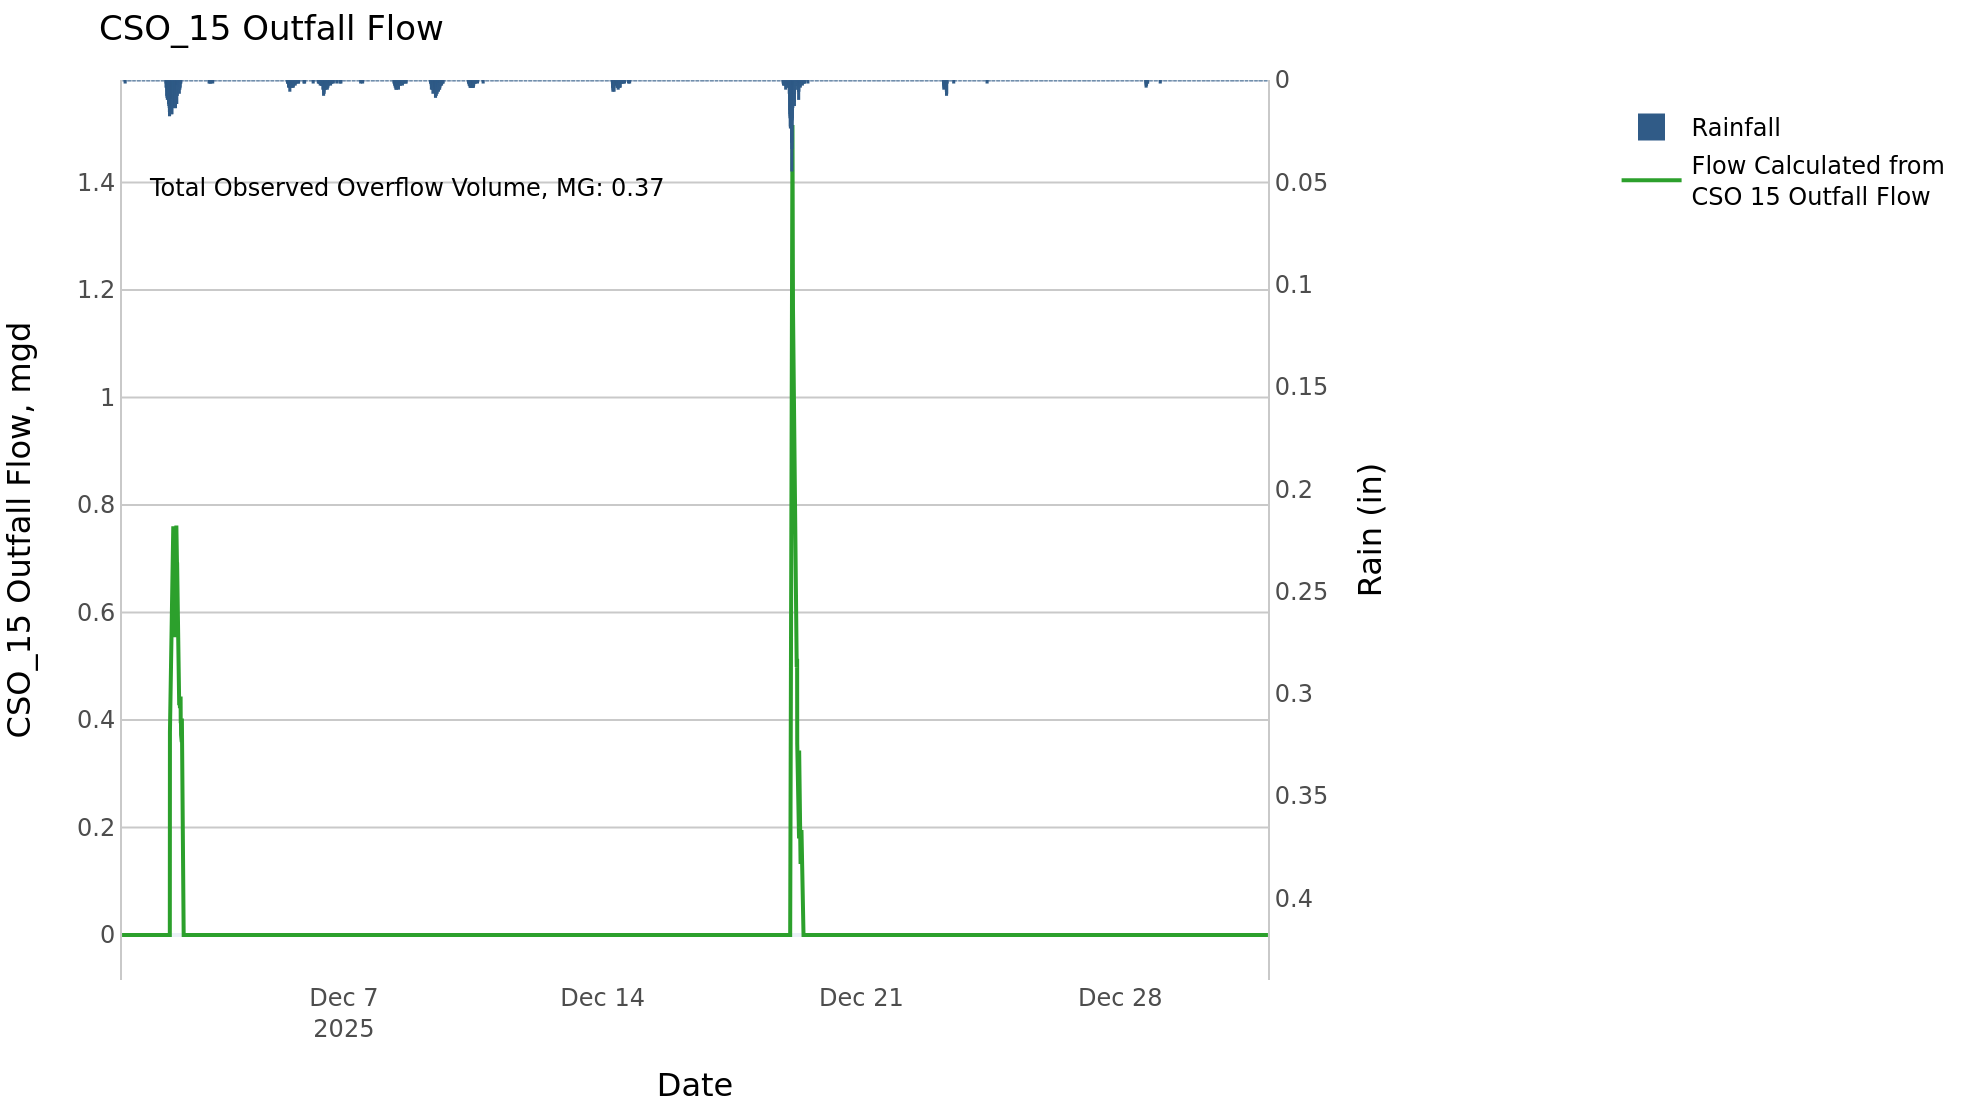 CSO_15 Outfall Flow
Total Observed Overflow Volume, MG: 0.37
CSO_15 Outfall Flow, mgd
1.4
1.2
1
0.8
0.6
0.4
0.2
0
0
0.05
0.1
0.15
0.2
0.25
0.3
0.35
0.4
Rain (in)
Dec 7
2025
Dec 14
Dec 21
Dec 28
Date
Rainfall
Flow Calculated from
CSO 15 Outfall Flow